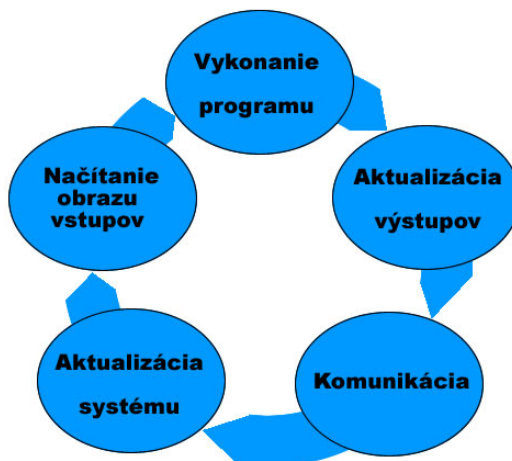 Vykonanie
programu
Aktualizácia
výstupov
Komunikácia
Aktualizácia
systému
Načítanie
obrazu
vstupov